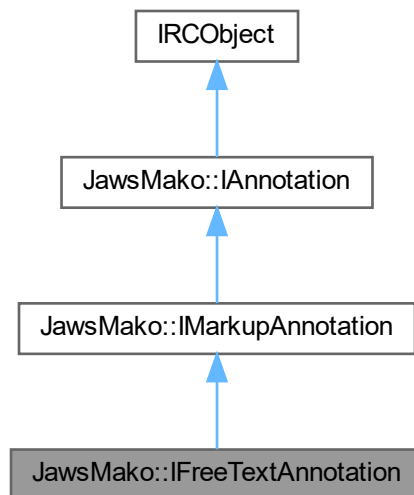 IRCObject
JawsMako::IAnnotation
JawsMako::IMarkupAnnotation
JawsMako::IFreeTextAnnotation